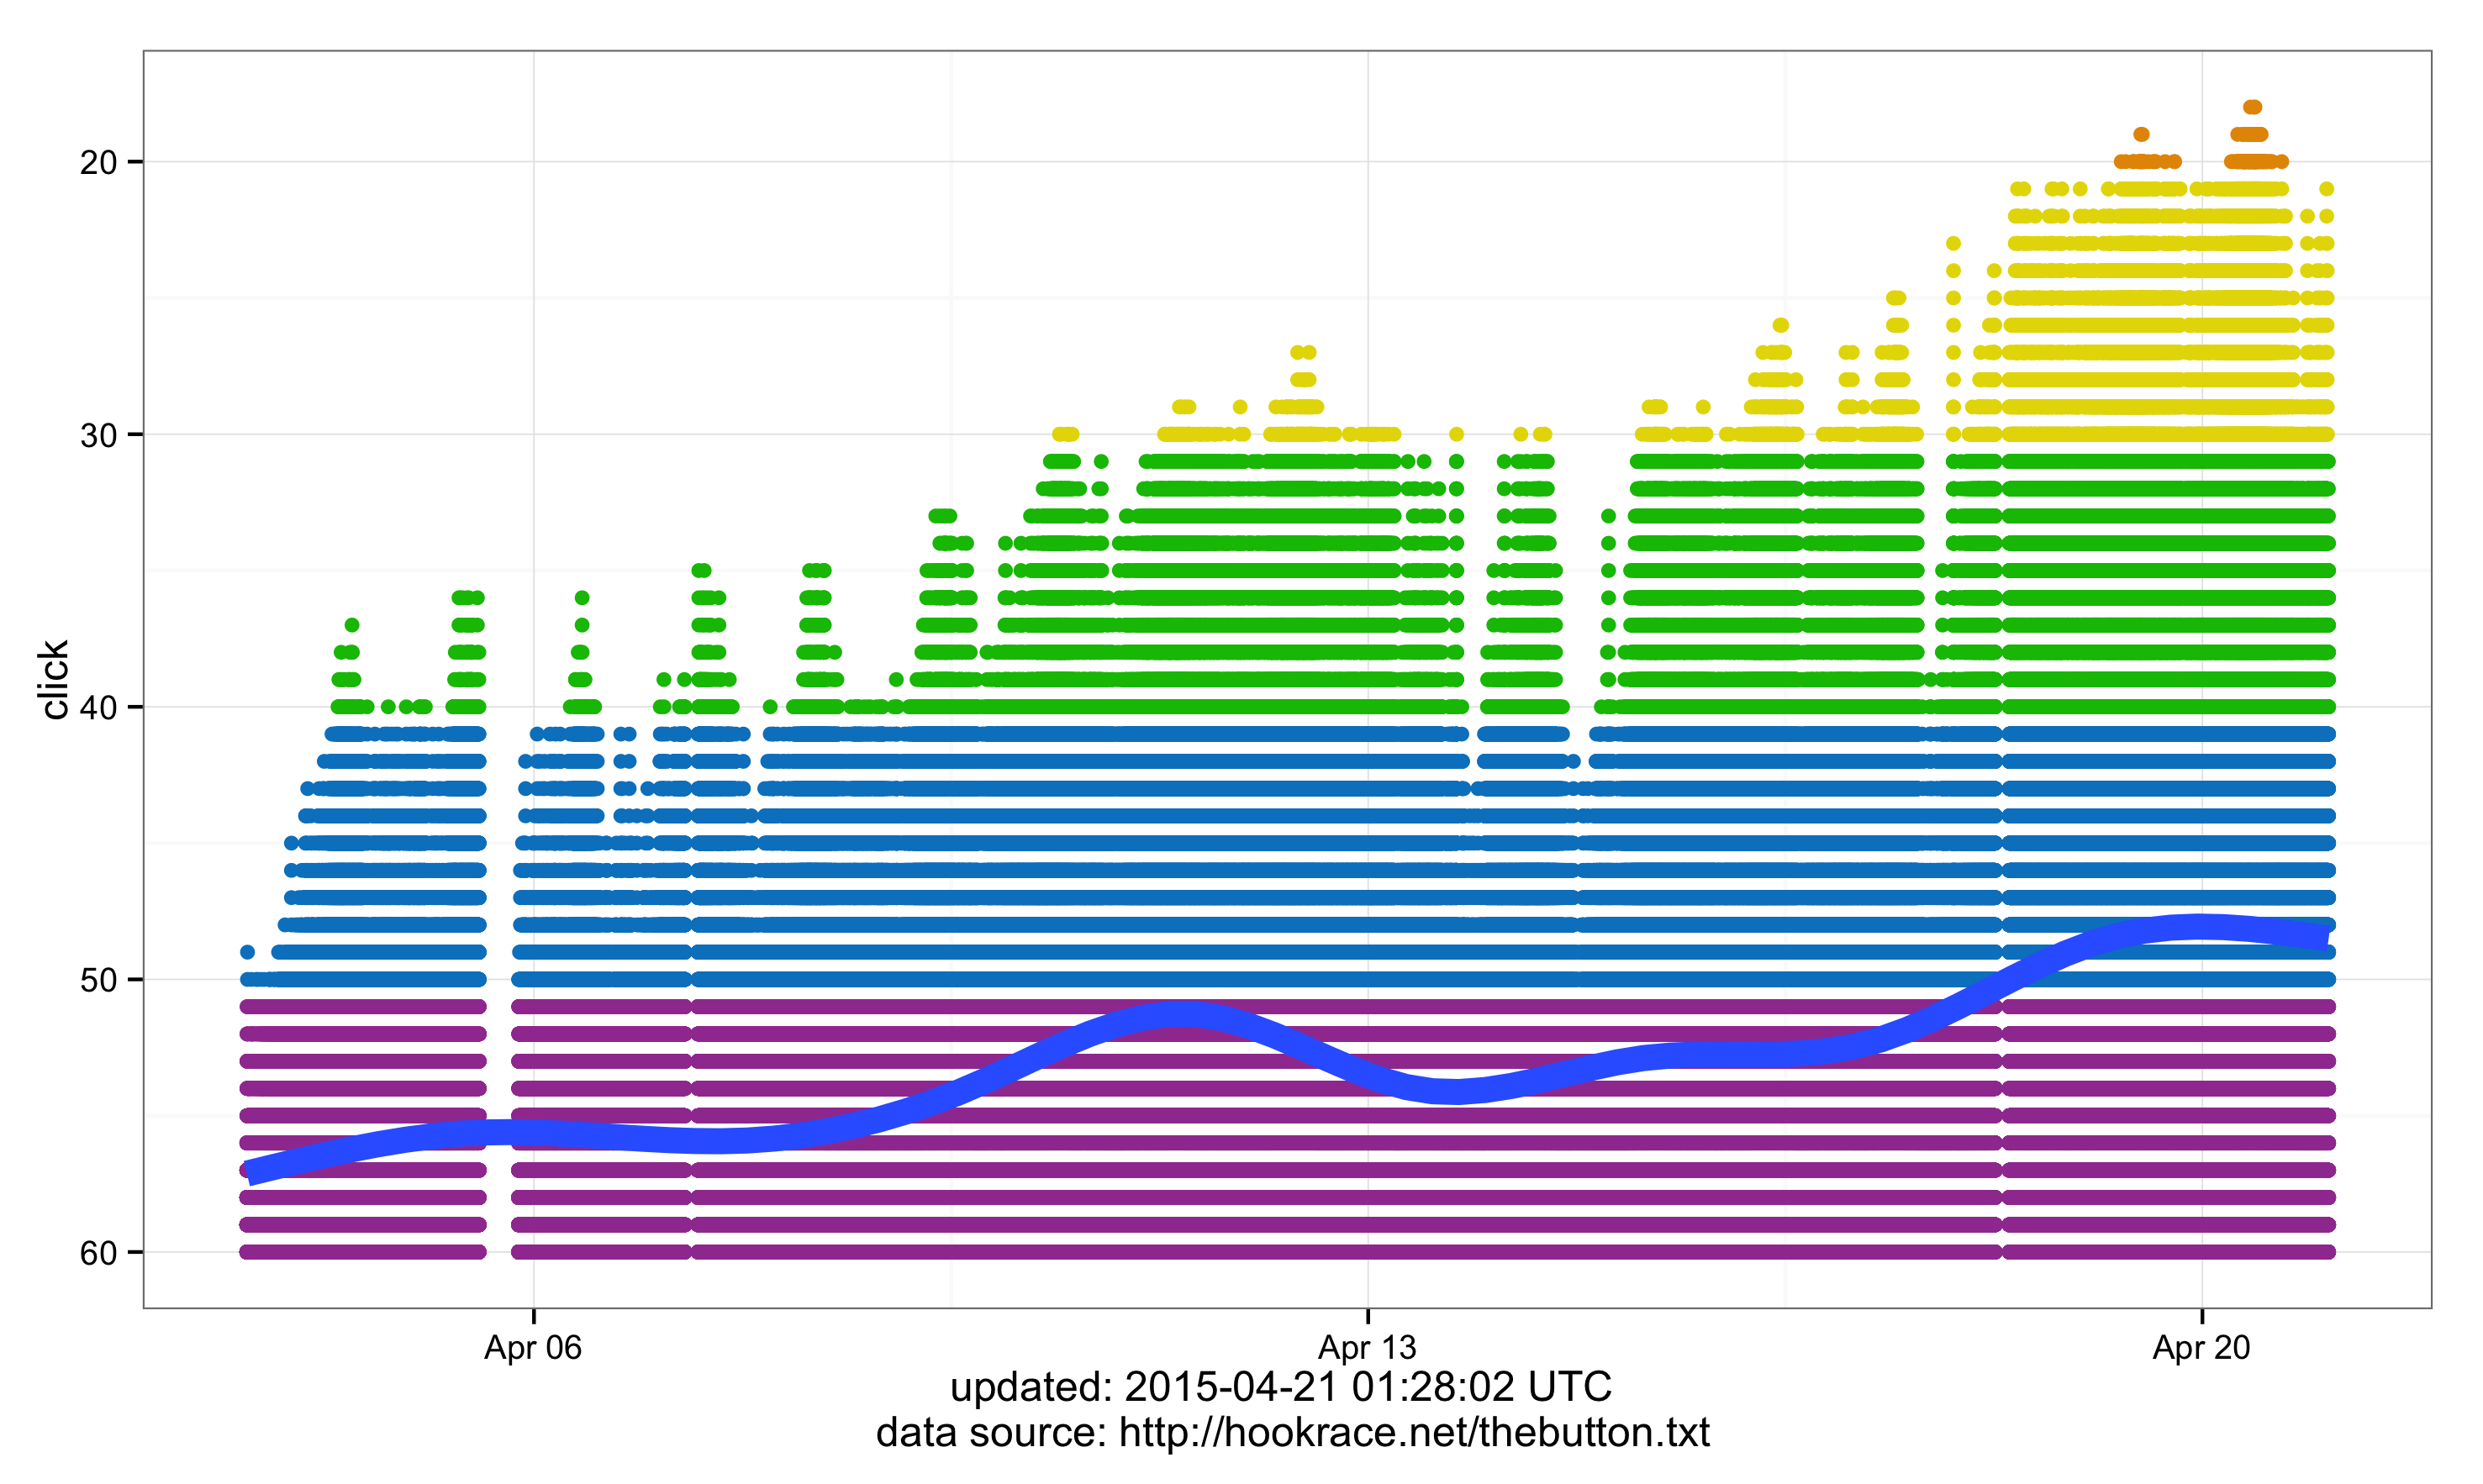 click
20
30
40
50
60
Apr 06
Apr 13
Apr 20
updated: 2015-04-21 01:28:02 UTC
data source: http://hookrace.net/thebutton.txt